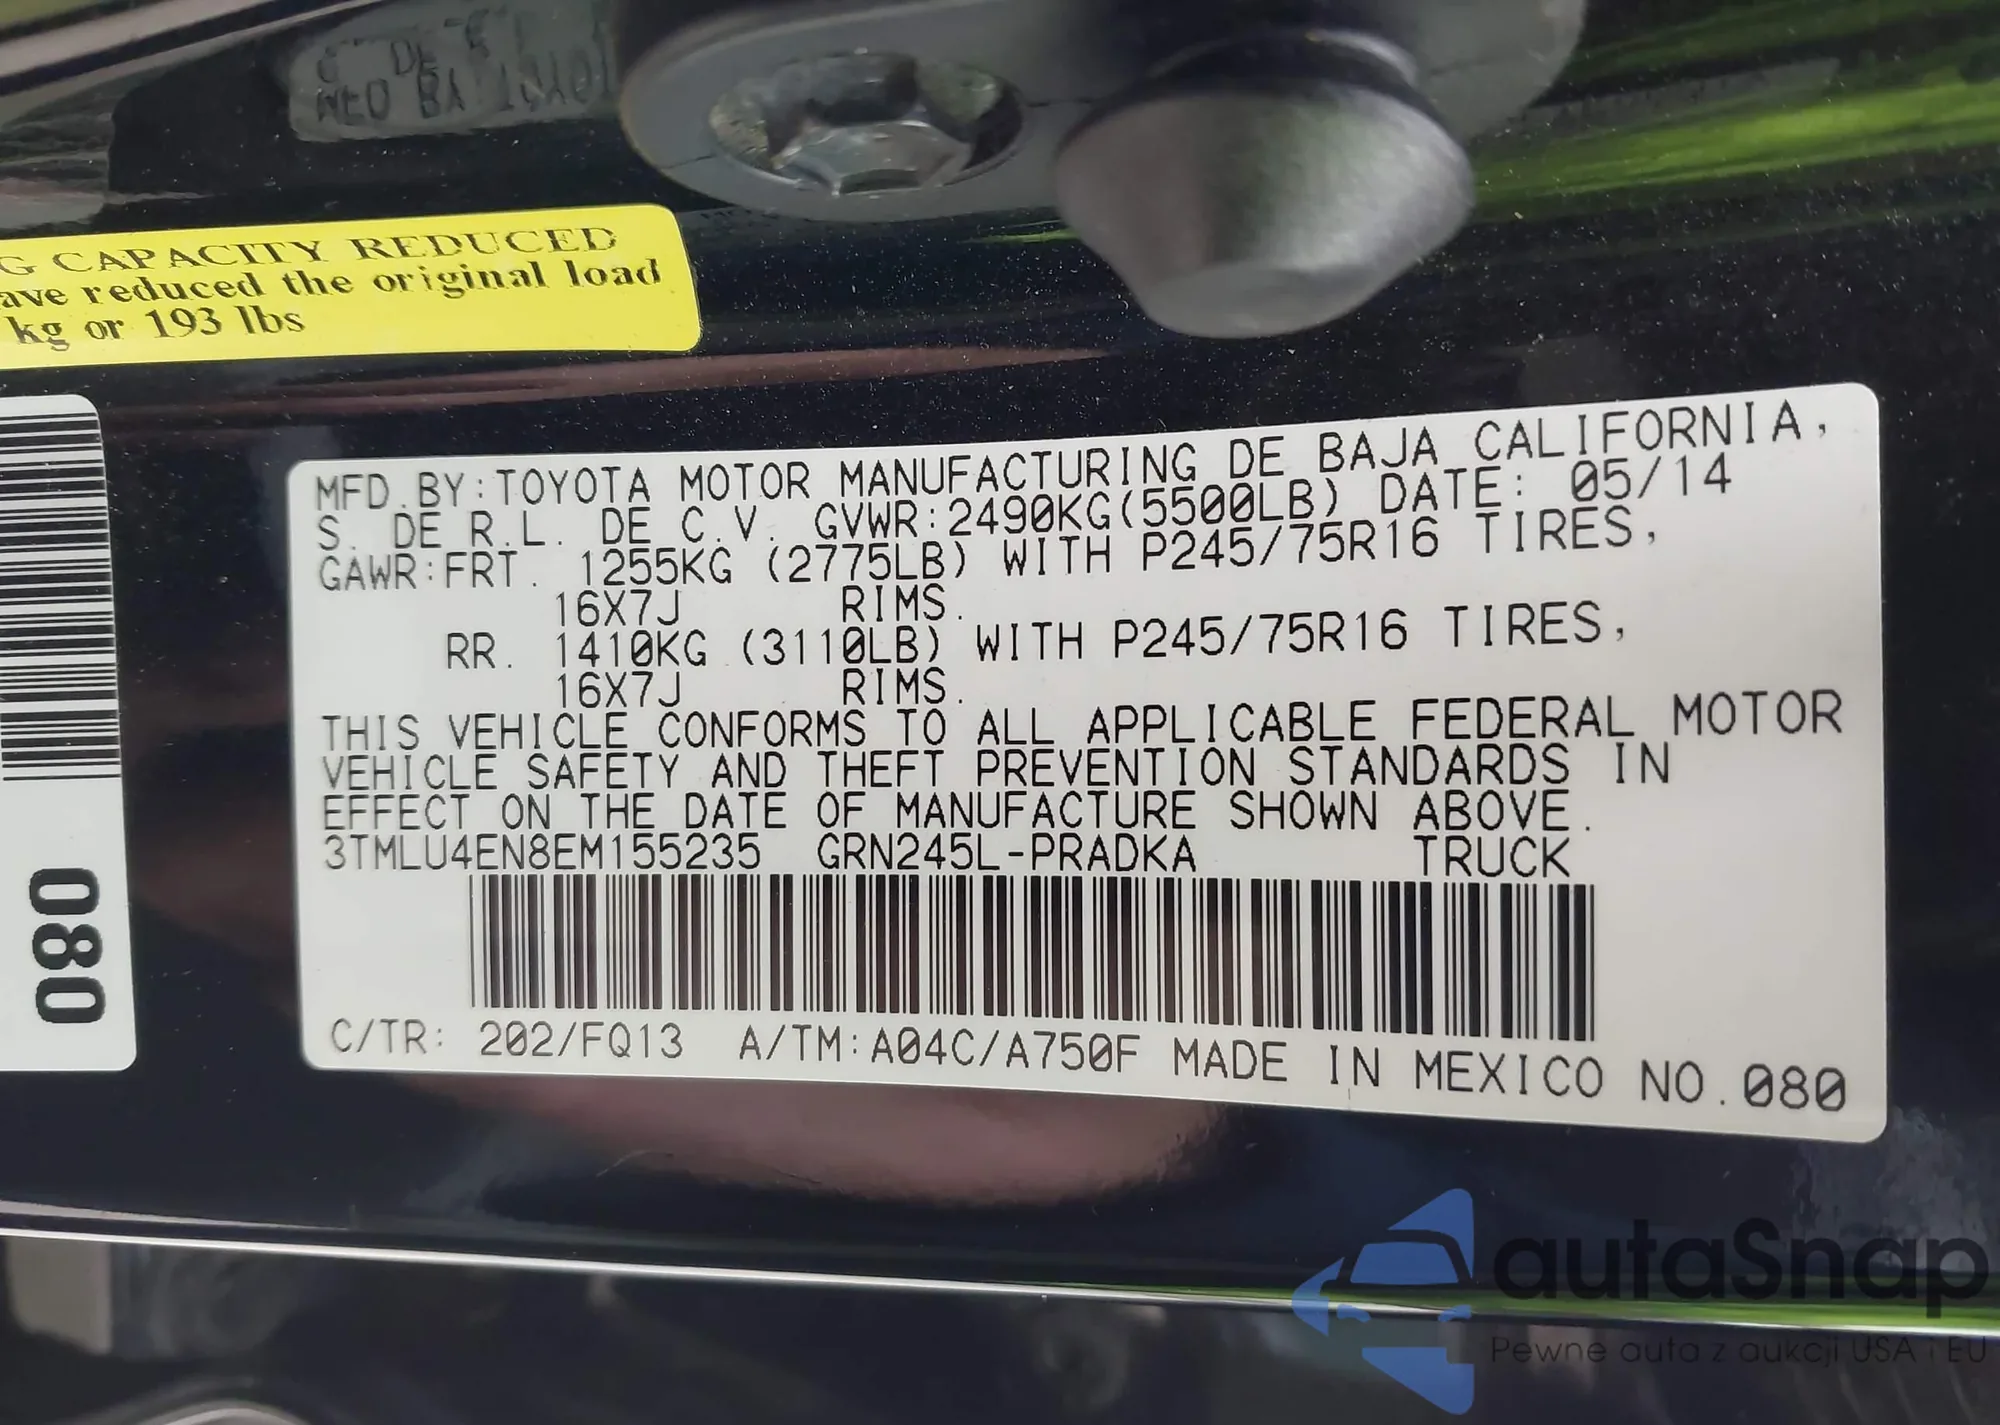 G CAPACITY REDUCED
ave reduced the original load
kg or 193 lbs
080
MFD.BY:TOYOTA MOTOR MANUFACTURING DE BAJA CALIFORNIA,
S. DE R.L. DE C.V. GVWR:2490KG(5500LB) DATE: 05/14
GAWR:FRT. 1255KG (2775LB) WITH P245/75R16 TIRES,
16X7J RIMS.
RR. 1410KG (3110LB) WITH P245/75R16 TIRES,
16X7J RIMS.
THIS VEHICLE CONFORMS TO ALL APPLICABLE FEDERAL MOTOR
VEHICLE SAFETY AND THEFT PREVENTION STANDARDS IN
EFFECT ON THE DATE OF MANUFACTURE SHOWN ABOVE.
3TMLU4EN8EM155235 GRN245L-PRADKA TRUCK
C/TR: 202/FQ13 A/TM:A04C/A750F MADE IN MEXICO NO.080
autaSnap
Pewne auta z aukcji USA i EU